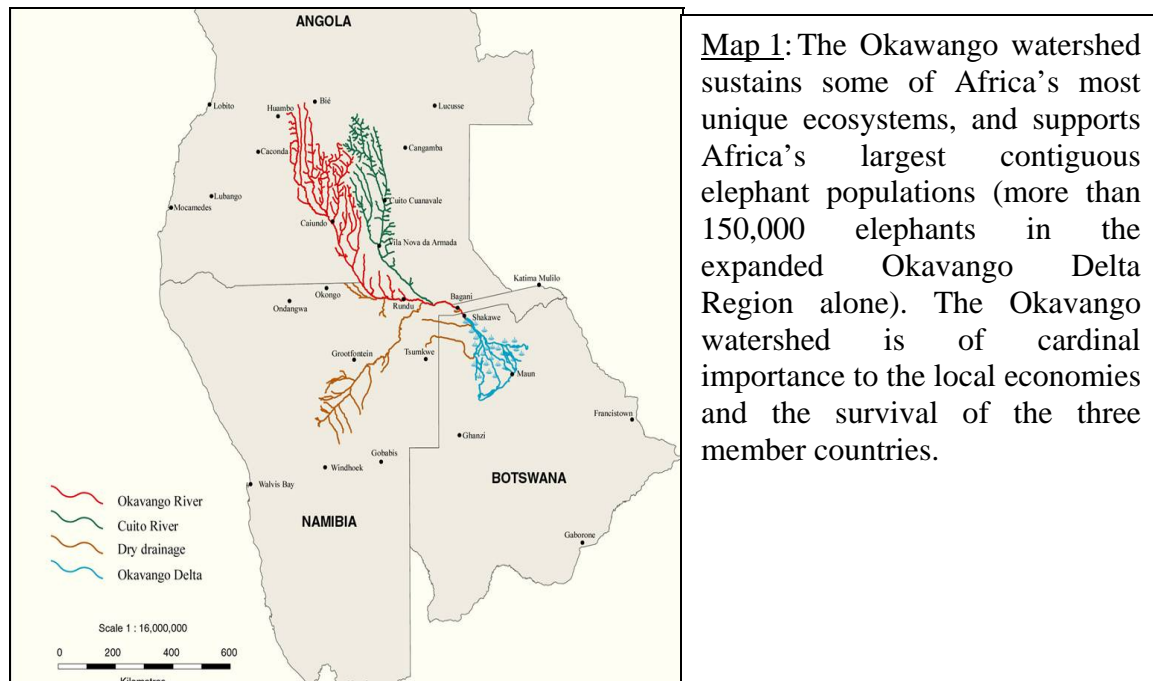 ANGOLA
Lobito
Huambo
Bié
Lucusse
Caconda
Cangamba
Lubango
Mocamedes
Cuito Cuanavale
Caiundo
Vila Nova da Armada
Katima Mulilo
Okongo
Ondangwa
Rundu
Bagani
Shakawe
Grootfontein
Tsumkwe
Maun
Francistown
Ghanzi
Gobabis
Windhoek
Walvis Bay
BOTSWANA
NAMIBIA
Gaborone
Okavango River
Cuito River
Dry drainage
Okavango Delta
Scale 1 : 16,000,000
0 200 400 600
Kilometres
Map 1: The Okawango watershed
sustains some of Africa’s most
unique ecosystems, and supports
Africa’s largest contiguous
elephant populations (more than
150,000 elephants in the
expanded Okavango Delta
Region alone). The Okavango
watershed is of cardinal
importance to the local economies
and the survival of the three
member countries.